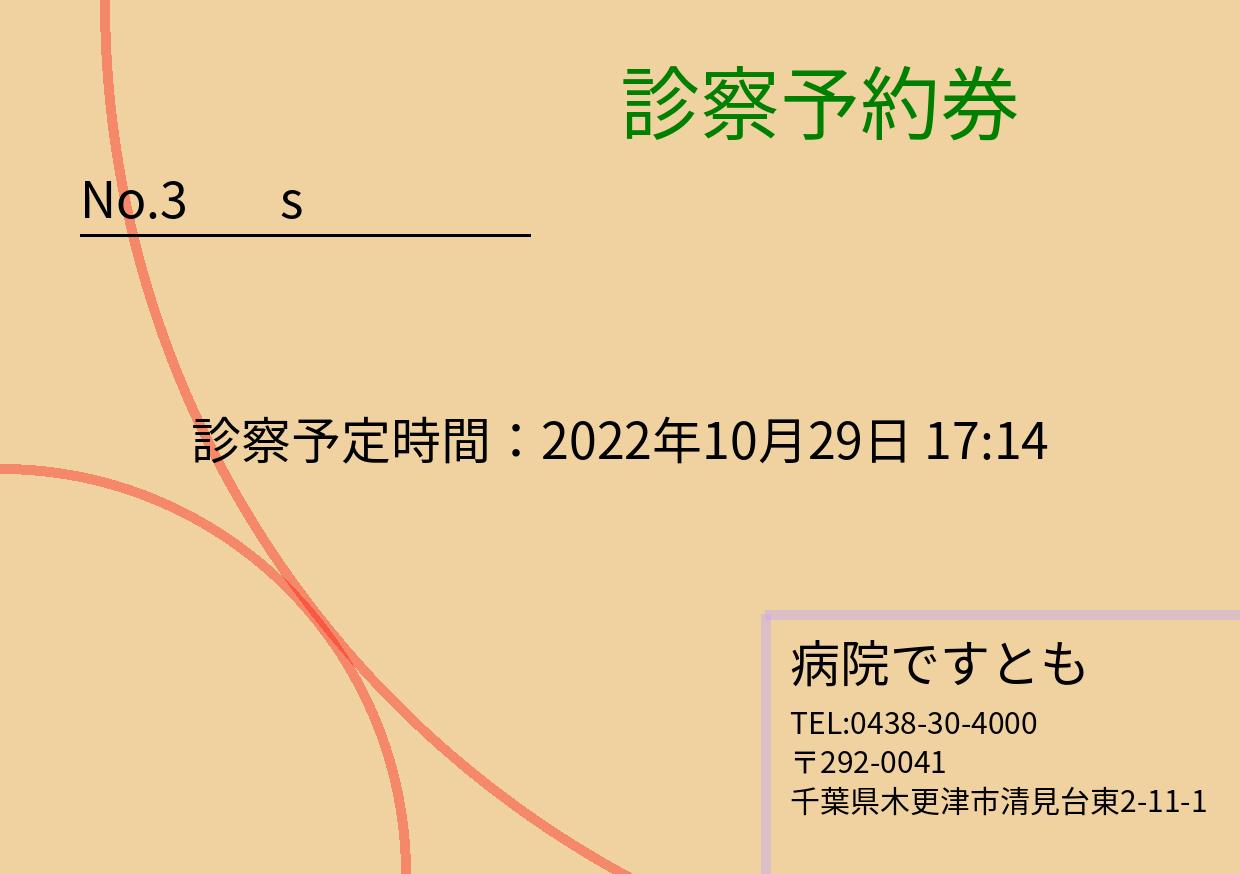 診察予約券
No.3 s
診察予定時間：2022年10月29日 17:14
病院ですとも
TEL:0438-30-4000
〒292-0041
千葉県木更津市清見台東2-11-1